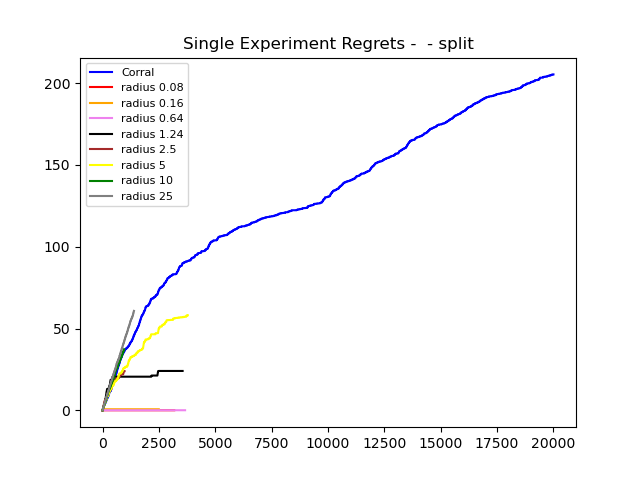 Single Experiment Regrets -  - split
Corral
radius 0.08
radius 0.16
radius 0.64
radius 1.24
radius 2.5
radius 5
radius 10
radius 25
200
150
100
50
0
0 2500 5000 7500 10000 12500 15000 17500 20000